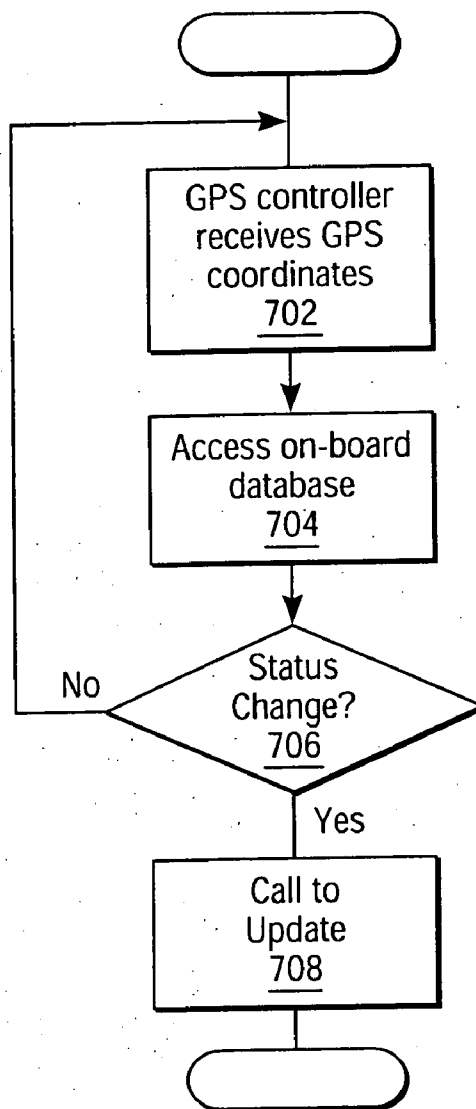 GPS controller
receives GPS
coordinates
702
Access on-board
database
704
Status
Change?
706
No
Yes
Call to
Update
708